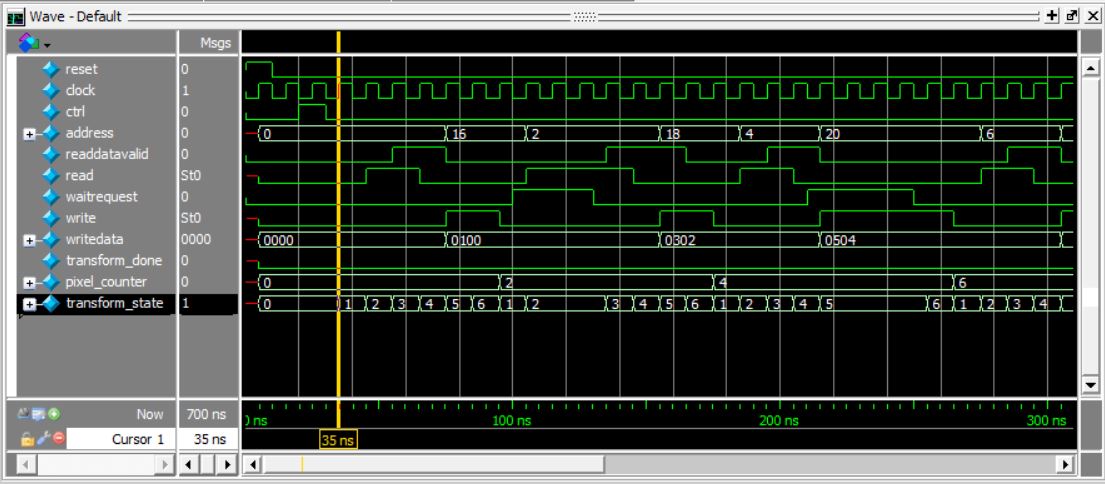 Wave - Default
Msgs
reset 0
clock 1
ctrl 0
address 0 0 16 2 18 4 20 6
readdatavalid 0
read St0
waitrequest 0
write St0
writedata 0000 0000 0100 0302 0504
transform_done 0
pixel_counter 0 0 2 4 6
transform_state 1 0 1 2 3 4 5 6 1 2 3 4 5 6 1 2 3 4 5 6 1 2 3 4
Now 700 ns ns 100 ns 200 ns 300 ns
Cursor 1 35 ns 35 ns